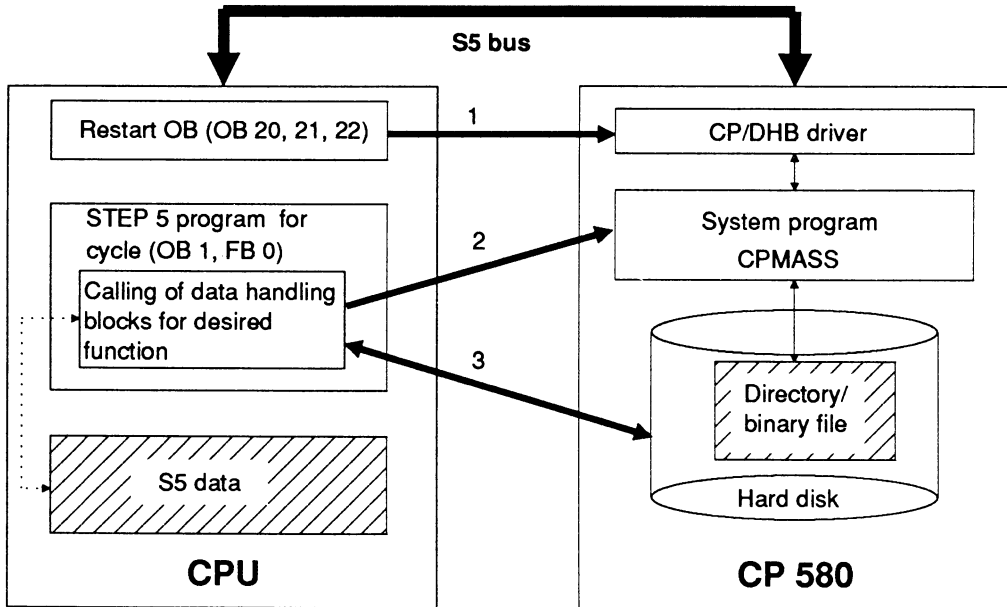 S5 bus
Restart OB (OB 20, 21, 22)
1
CP/DHB driver
STEP 5 program for
cycle (OB 1, FB 0)
2
System program
CPMASS
Calling of data handling
blocks for desired
function
3
Directory/
binary file
S5 data
Hard disk
CPU
CP 580